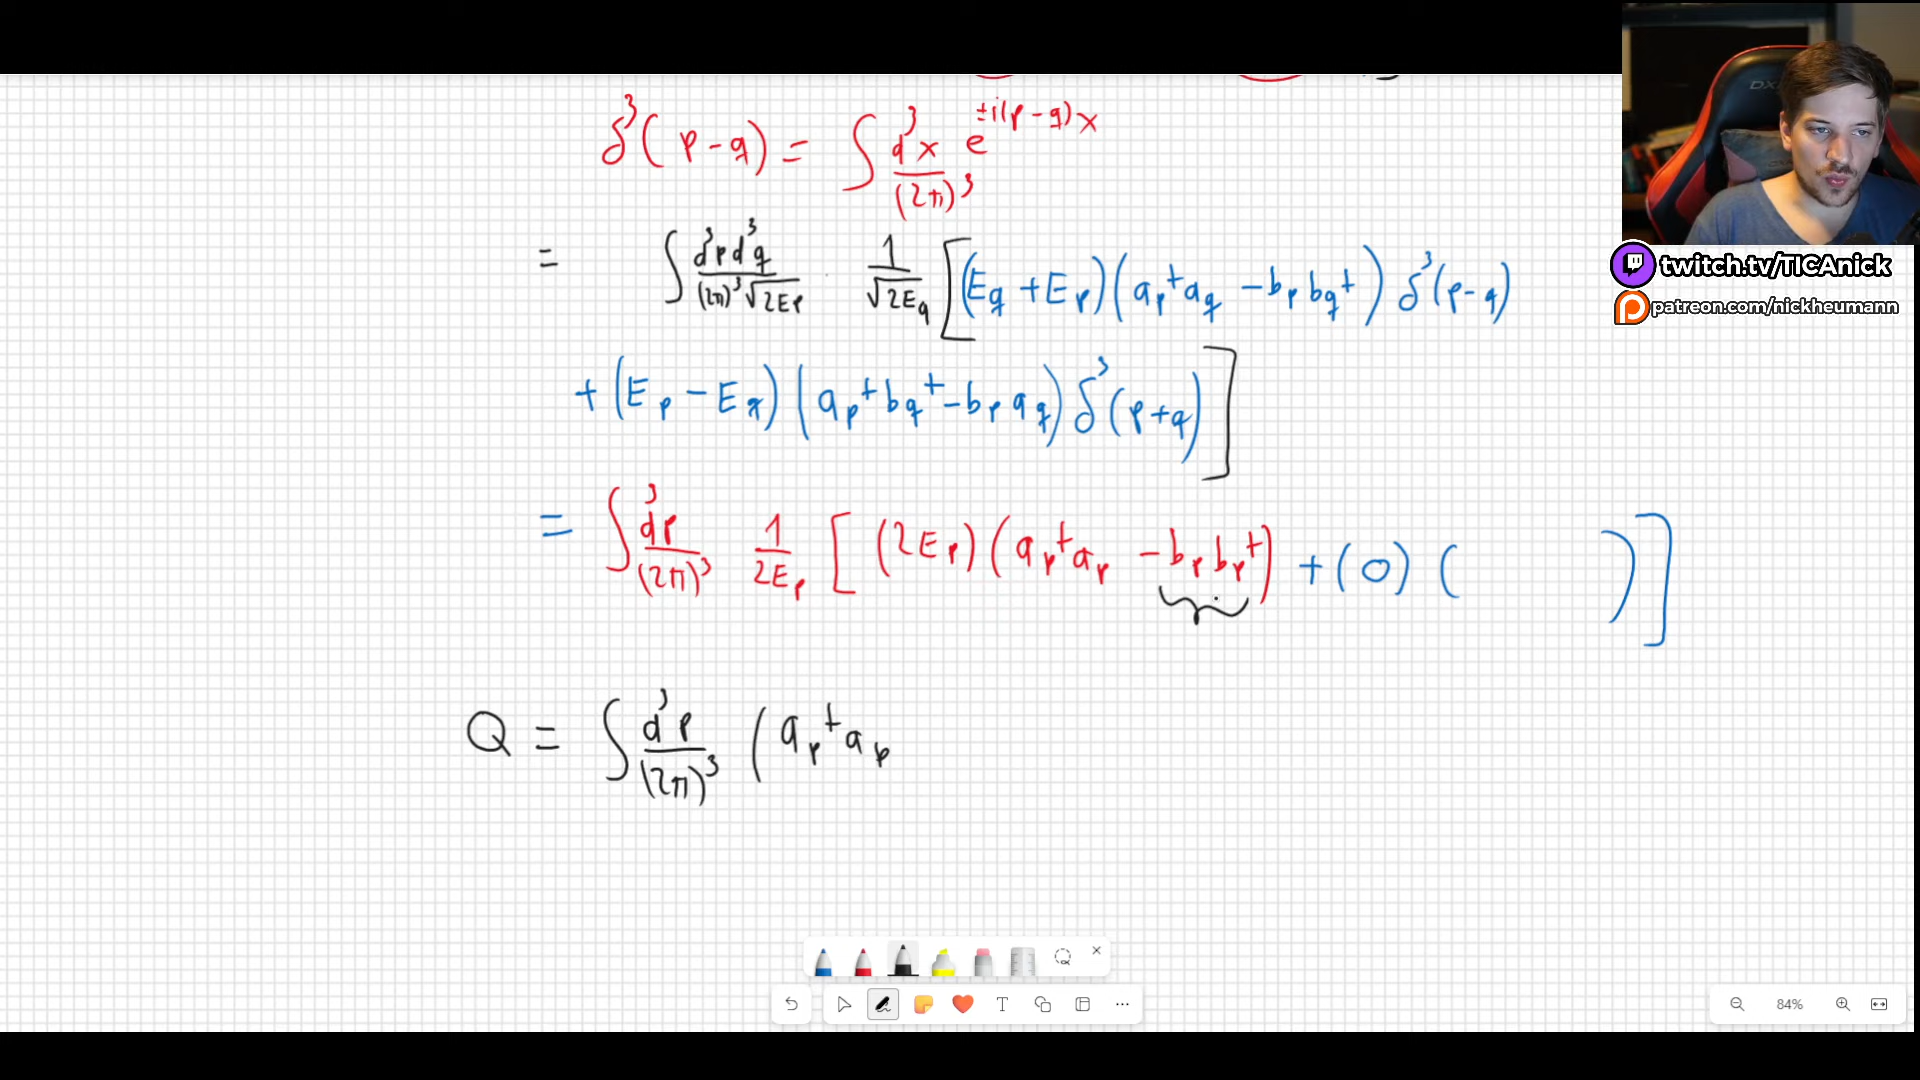 δ³(p-q) = ∫ d³x/(2π)³ e^{±i(p-q)x}
= ∫ d³p d³q/((2π)³√2E_p) · 1/√2E_q [(E_q + E_p)(a_p† a_q - b_p b_q†) δ³(p-q)
+ (E_p - E_q)(a_p† b_q† - b_p a_q) δ³(p+q)]
= ∫ d³p/(2π)³ 1/2E_p [(2E_p)(a_p† a_p - b_p b_p†) + (0)( )]
Q = ∫ d³p/(2π)³ (a_p† a_p
twitch.tv/TICAnick
patreon.com/nickheumann
T
84%